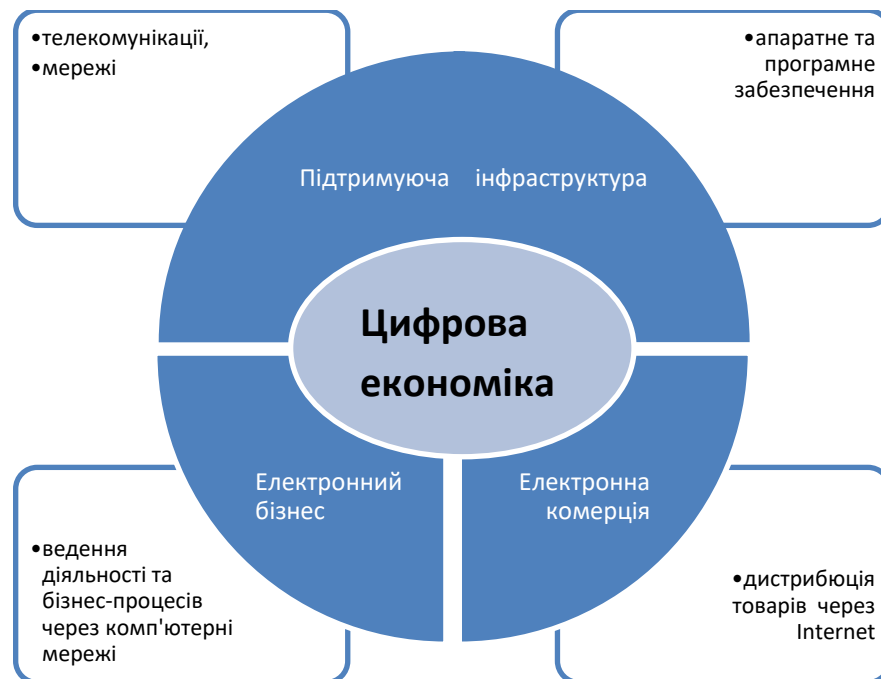 •телекомунікації,
•мережі
•апаратне та
програмне
забезпечення
Підтримуюча інфраструктура
Цифрова
економіка
Електронний
бізнес
Електронна
комерція
•ведення
діяльності та
бізнес-процесів
через комп'ютерні
мережі
•дистрибюція
товарів через
Internet